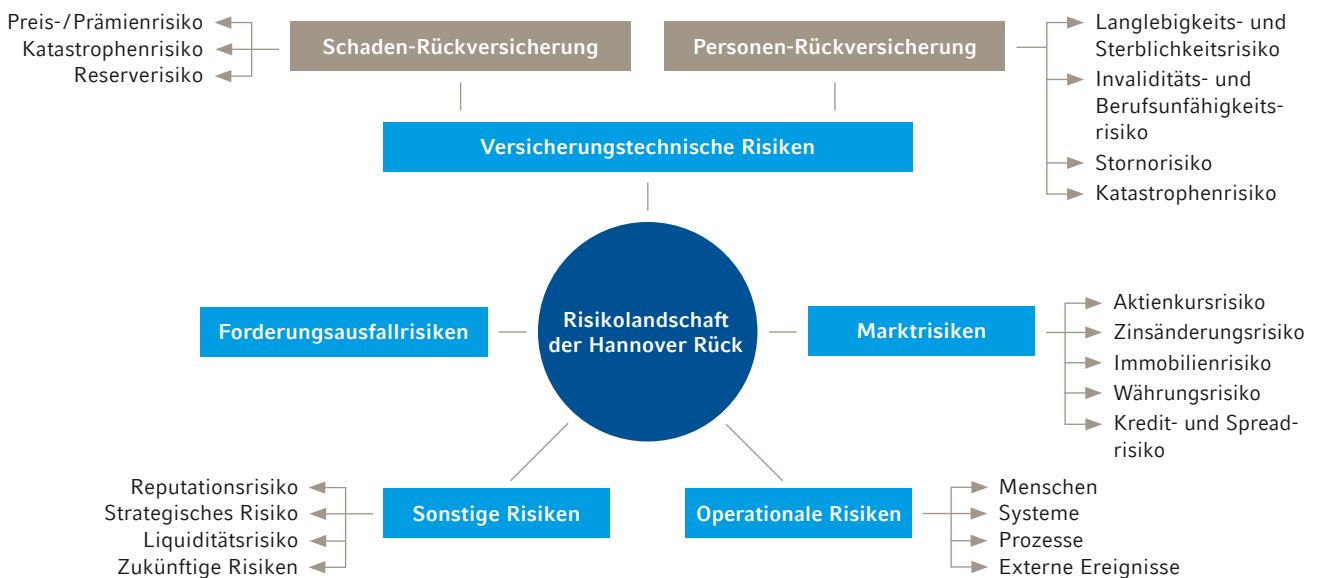 Preis-/Prämienrisiko
Katastrophenrisiko
Reserverisiko
Schaden-Rückversicherung
Personen-Rückversicherung
Langlebigkeits- und
Sterblichkeitsrisiko
Invaliditäts- und
Berufsunfähigkeits-
risiko
Stornorisiko
Katastrophenrisiko
Versicherungstechnische Risiken
Forderungsausfallrisiken
Risikolandschaft
der Hannover Rück
Marktrisiken
Aktienkursrisiko
Zinsänderungsrisiko
Immobilienrisiko
Währungsrisiko
Kredit- und Spread-
risiko
Reputationsrisiko
Strategisches Risiko
Liquiditätsrisiko
Zukünftige Risiken
Sonstige Risiken
Operationale Risiken
Menschen
Systeme
Prozesse
Externe Ereignisse